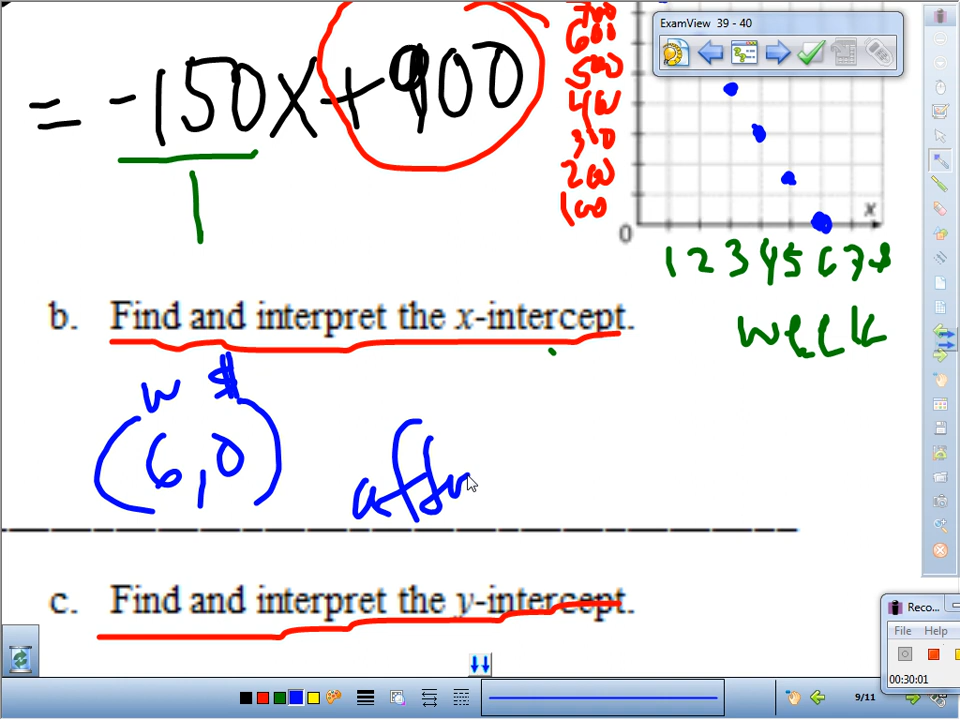 ExamView 39 - 40
= -150x + 900
1
700
600
500
400
300
200
100
0
x
1 2 3 4 5 6 7 8
week
b. Find and interpret the x-intercept.
w $
(6,0)
c. Find and interpret the y-intercept.
Reco...
File Help
00:30:01
9/11